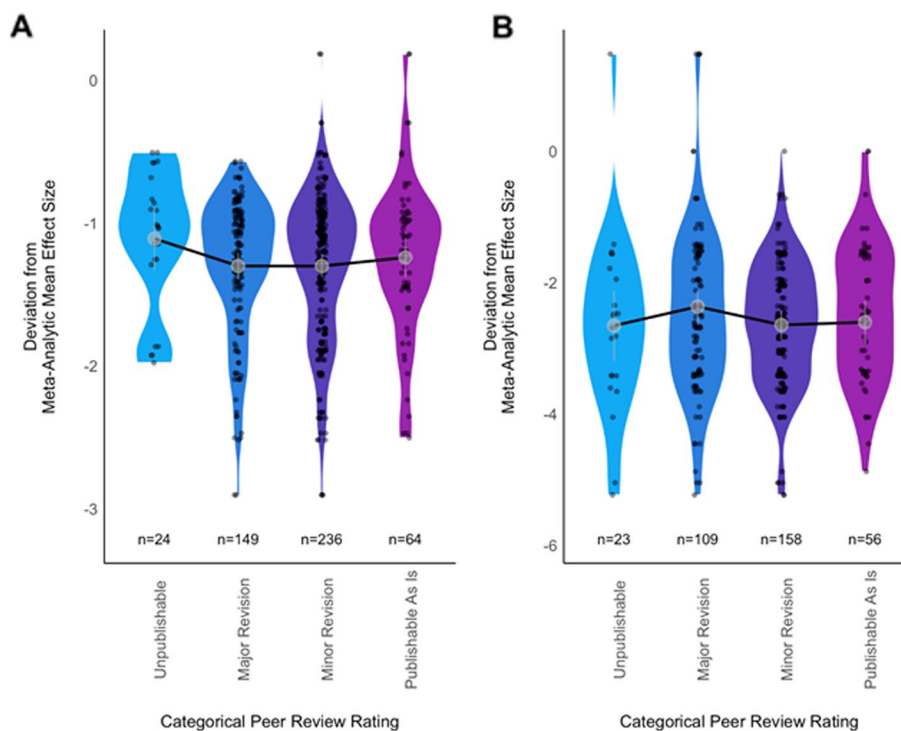 A
Deviation from
Meta-Analytic Mean Effect Size
0
-1
-2
-3
n=24 n=149 n=236 n=64
Unpublishable
Major Revision
Minor Revision
Publishable As Is
Categorical Peer Review Rating
B
Deviation from
Meta-Analytic Mean Effect Size
0
-2
-4
-6
n=23 n=109 n=158 n=56
Unpublishable
Major Revision
Minor Revision
Publishable As Is
Categorical Peer Review Rating